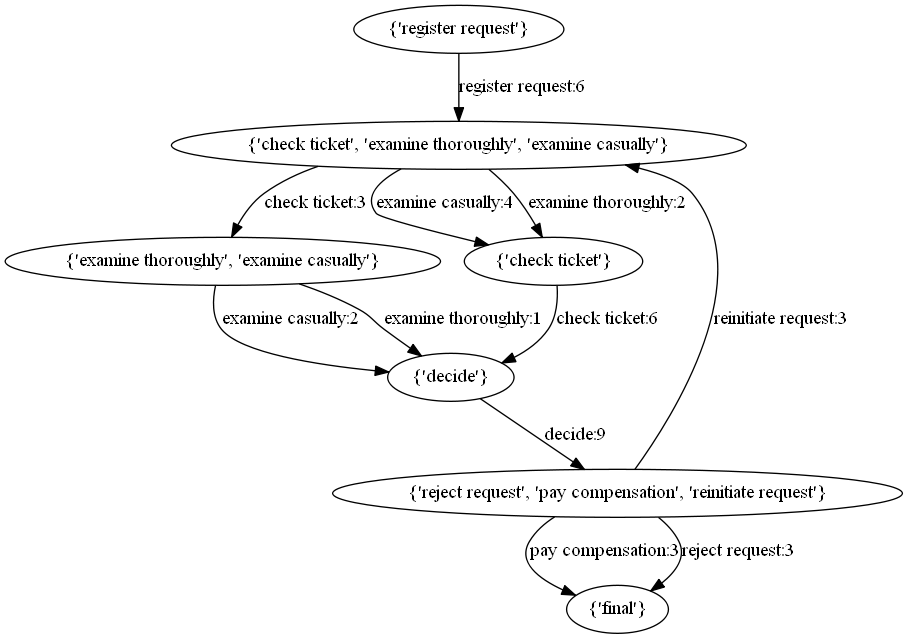 {'register request'}
register request:6
{'check ticket', 'examine thoroughly', 'examine casually'}
check ticket:3
examine casually:4
examine thoroughly:2
{'examine thoroughly', 'examine casually'}
{'check ticket'}
examine casually:2
examine thoroughly:1
check ticket:6
reinitiate request:3
{'decide'}
decide:9
{'reject request', 'pay compensation', 'reinitiate request'}
pay compensation:3
reject request:3
{'final'}